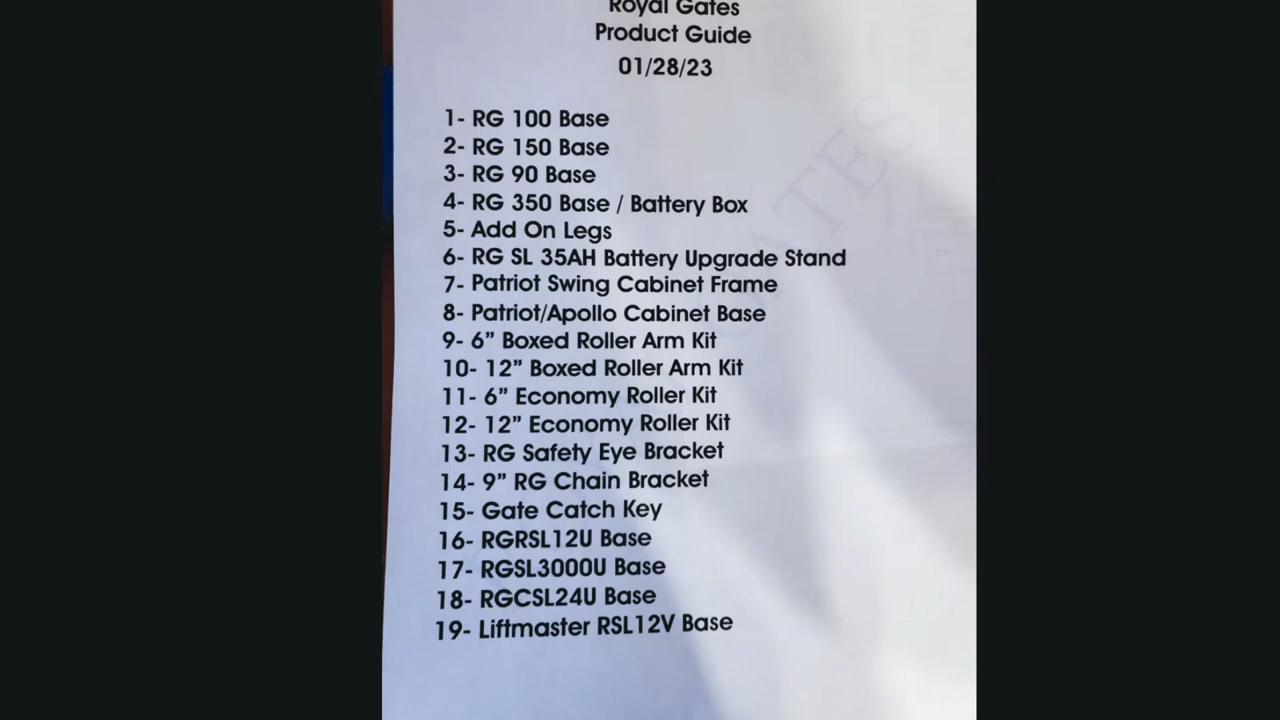 Royal Gates
Product Guide
01/28/23
1- RG 100 Base
2- RG 150 Base
3- RG 90 Base
4- RG 350 Base / Battery Box
5- Add On Legs
6- RG SL 35AH Battery Upgrade Stand
7- Patriot Swing Cabinet Frame
8- Patriot/Apollo Cabinet Base
9- 6” Boxed Roller Arm Kit
10- 12” Boxed Roller Arm Kit
11- 6” Economy Roller Kit
12- 12” Economy Roller Kit
13- RG Safety Eye Bracket
14- 9” RG Chain Bracket
15- Gate Catch Key
16- RGRSL12U Base
17- RGSL3000U Base
18- RGCSL24U Base
19- Liftmaster RSL12V Base
GATES